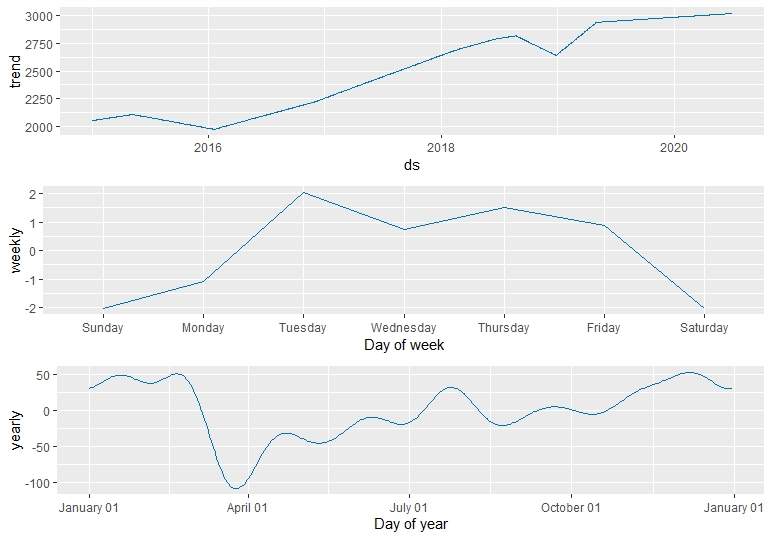 3000
2750
2500
2250
2000
trend
2016 2018 2020
ds
2
1
0
-1
-2
weekly
Sunday Monday Tuesday Wednesday Thursday Friday Saturday
Day of week
50
0
-50
-100
yearly
January 01 April 01 July 01 October 01 January 01
Day of year